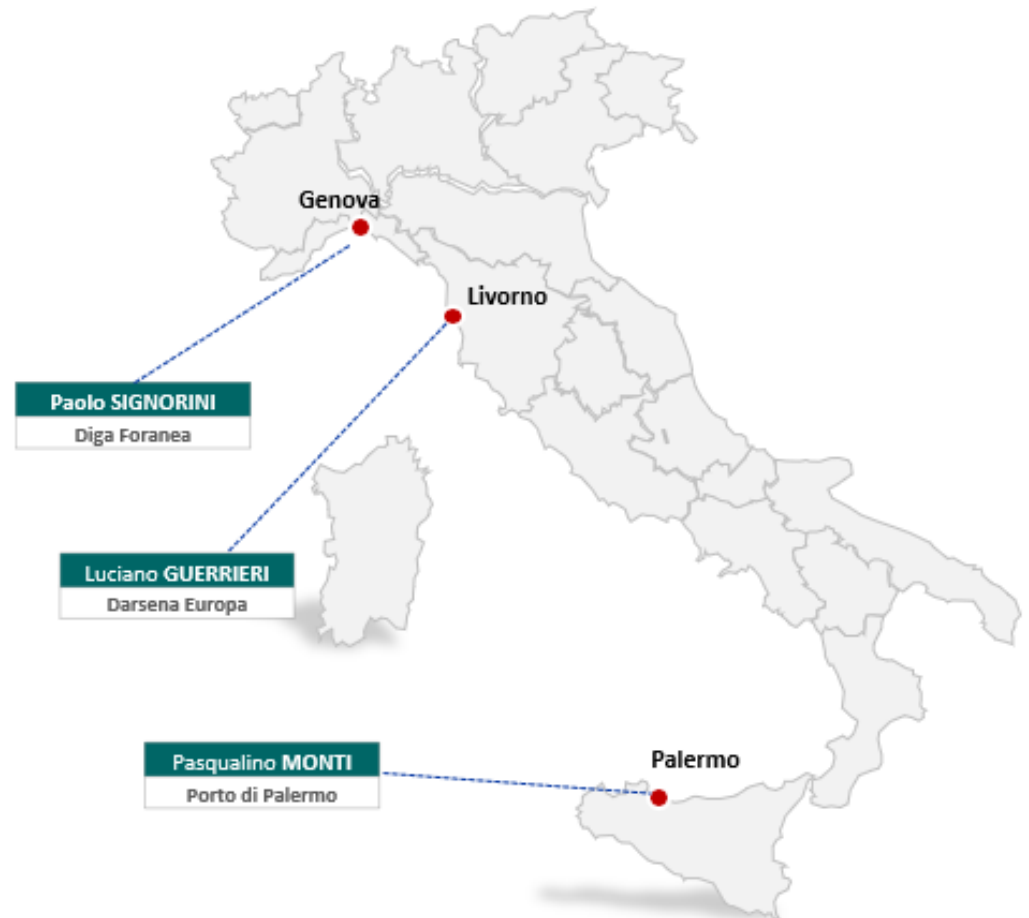 Genova
Livorno
Paolo SIGNORINI
Diga Foranea
Luciano GUERRIERI
Darsena Europa
Pasqualino MONTI
Porto di Palermo
Palermo